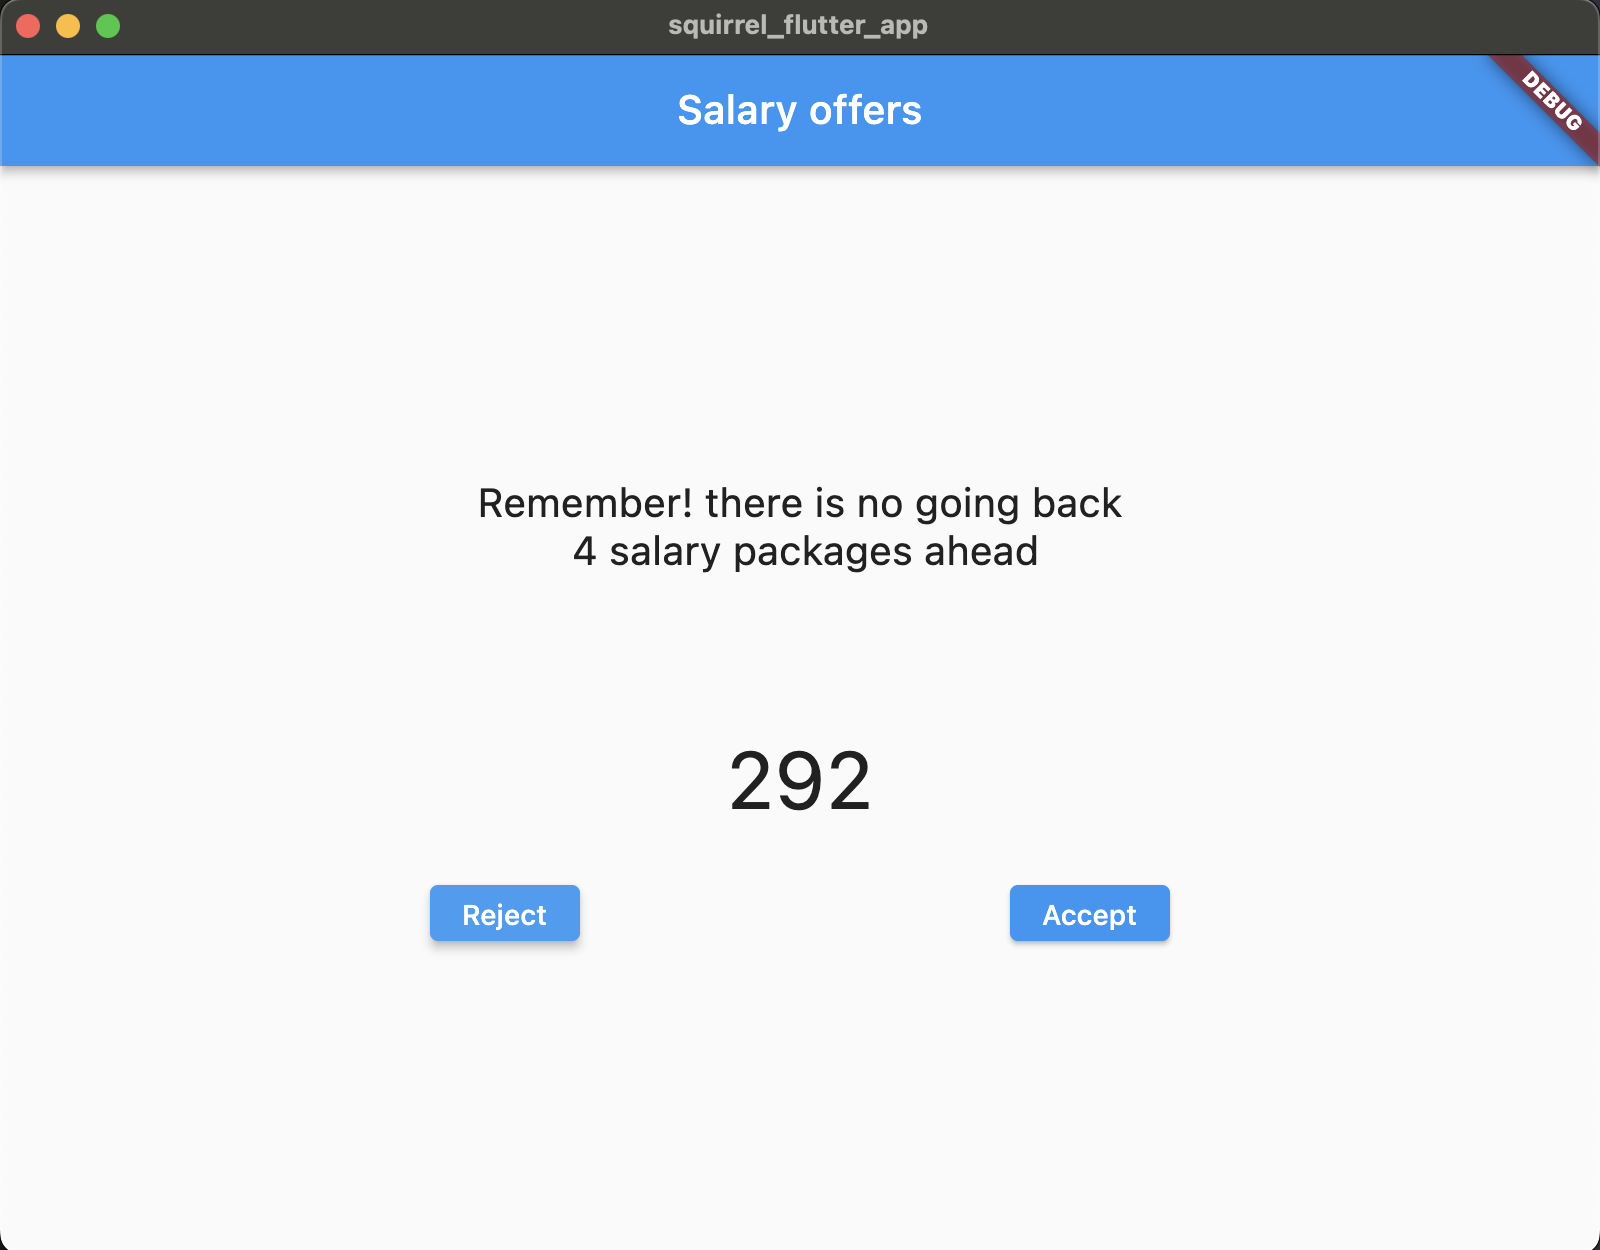 squirrel_flutter_app
Salary offers
DEBUG
Remember! there is no going back
4 salary packages ahead
292
Reject
Accept